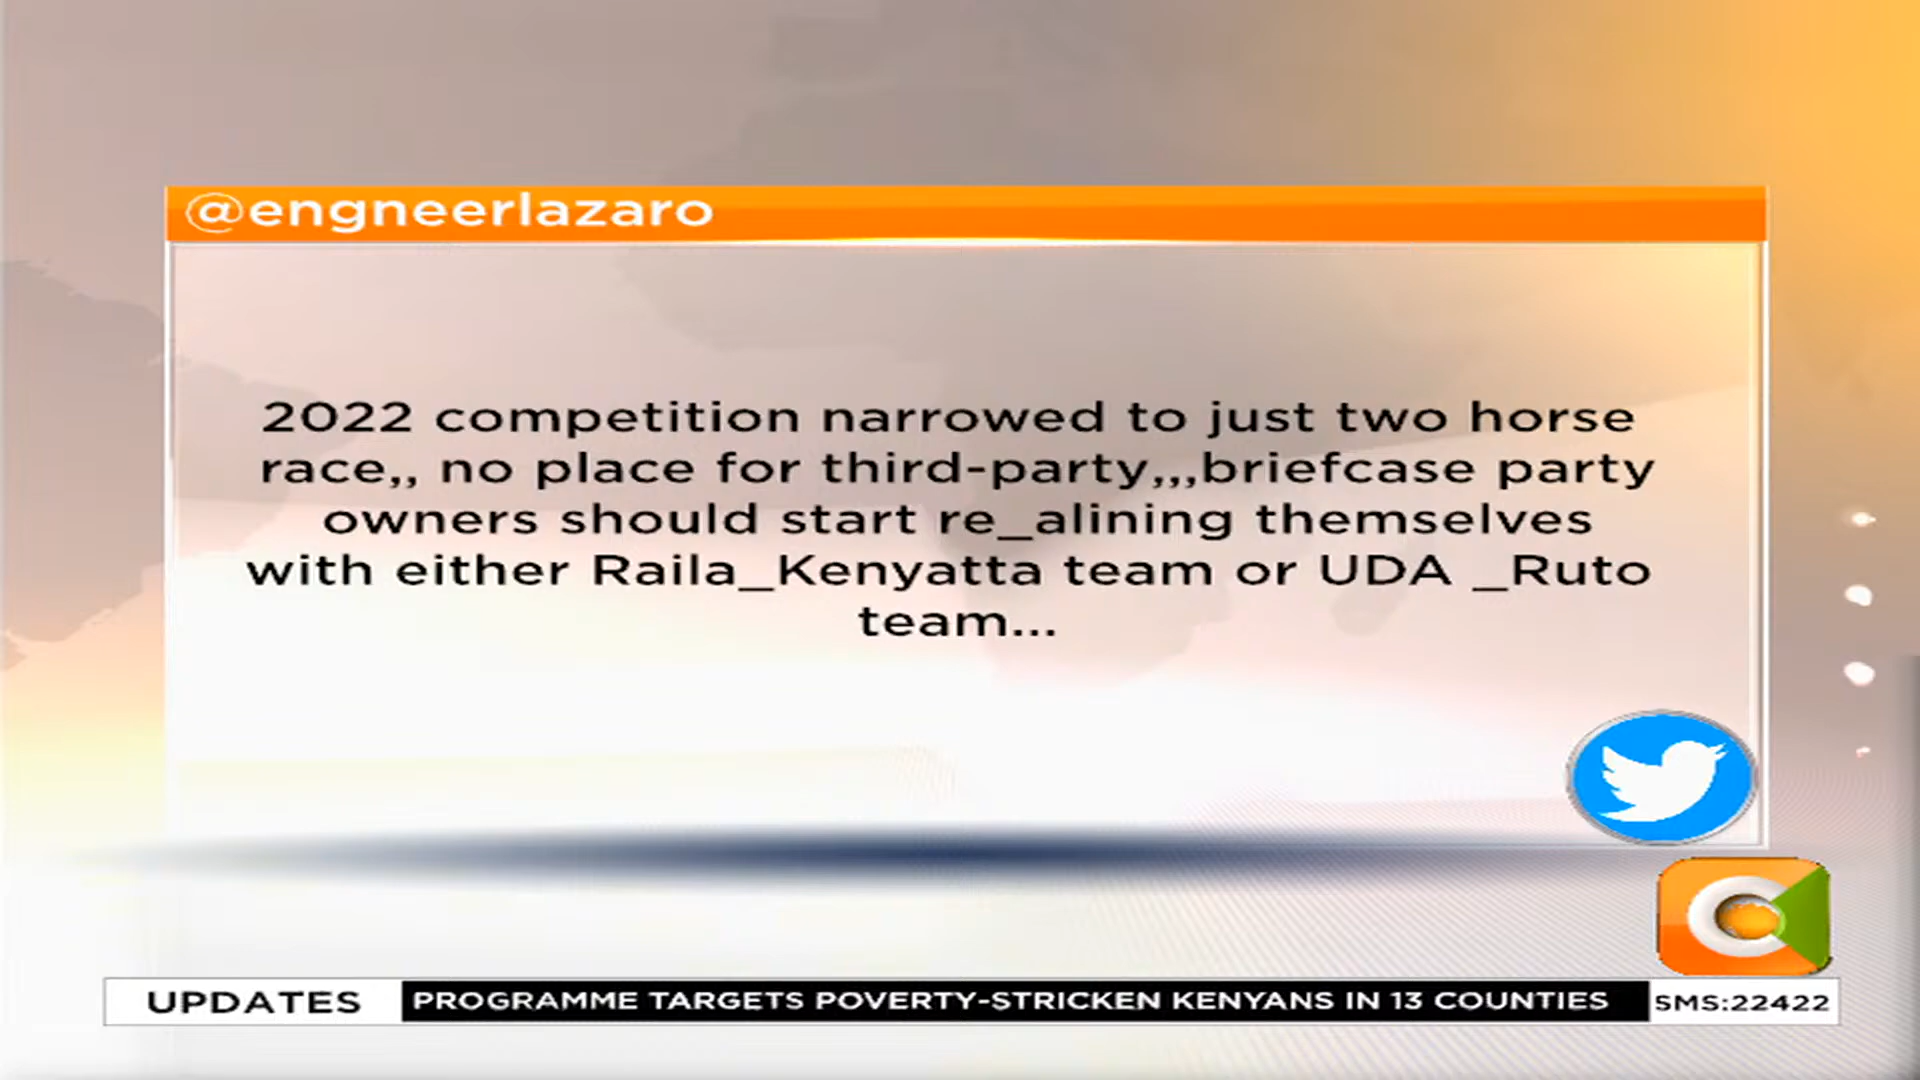 @engneerlazaro
2022 competition narrowed to just two horse
race,, no place for third-party,,,briefcase party
owners should start re_alining themselves
with either Raila_Kenyatta team or UDA _Ruto
team...
UPDATES
PROGRAMME TARGETS POVERTY-STRICKEN KENYANS IN 13 COUNTIES
SMS:22422